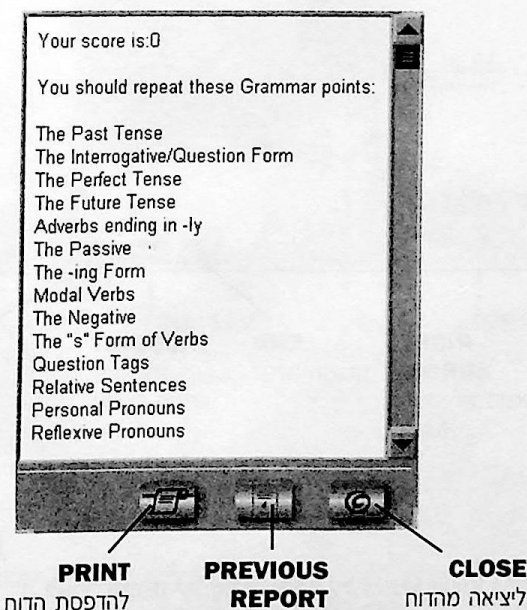 Your score is:0
You should repeat these Grammar points:
The Past Tense
The Interrogative/Question Form
The Perfect Tense
The Future Tense
Adverbs ending in -ly
The Passive
The -ing Form
Modal Verbs
The Negative
The "s" Form of Verbs
Question Tags
Relative Sentences
Personal Pronouns
Reflexive Pronouns
PRINT
להדפסת הדוח
PREVIOUS
REPORT
CLOSE
ליציאה מהדוח